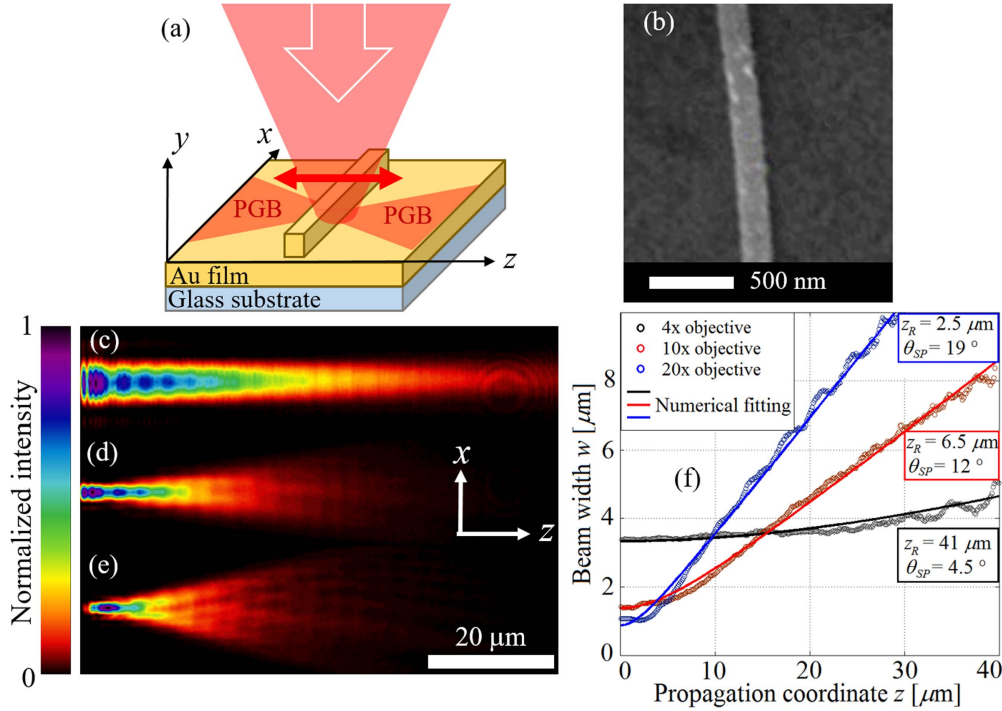 (a)
y
x
PGB
PGB
z
Au film
Glass substrate
(b)
500 nm
1
Normalized intensity
0
(c)
(d)
(e)
x
z
20 μm
4x objective
10x objective
20x objective
Numerical fitting
z_R = 2.5 μm
θ_SP = 19 °
z_R = 6.5 μm
θ_SP = 12 °
z_R = 41 μm
θ_SP = 4.5 °
(f)
Beam width w [μm]
8
6
4
2
0
0
10
20
30
40
Propagation coordinate z [μm]